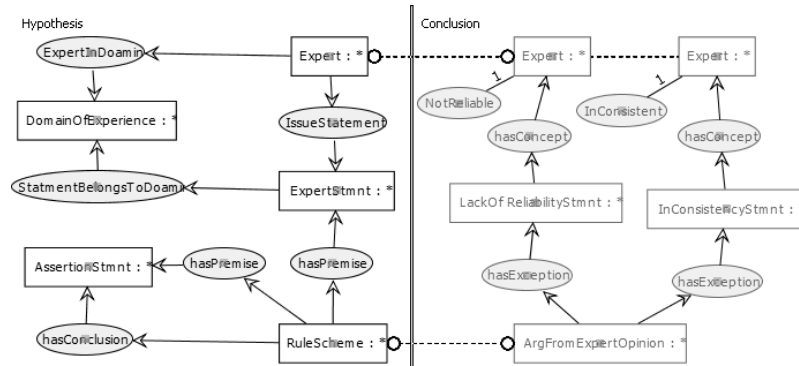 Hypothesis
Conclusion
ExpertInDoamin
Expert : *
Expert : *
Expert : *
1
1
NotReliable
InConsistent
DomainOfExperience : *
IssueStatement
hasConcept
hasConcept
StatmentBelongsToDoamin
ExpertStmnt : *
LackOf ReliabilityStmnt : *
InConsistencyStmnt : *
AssertionStmnt : *
hasPremise
hasPremise
hasException
hasException
hasConclusion
RuleScheme : *
ArgFromExpertOpinion : *